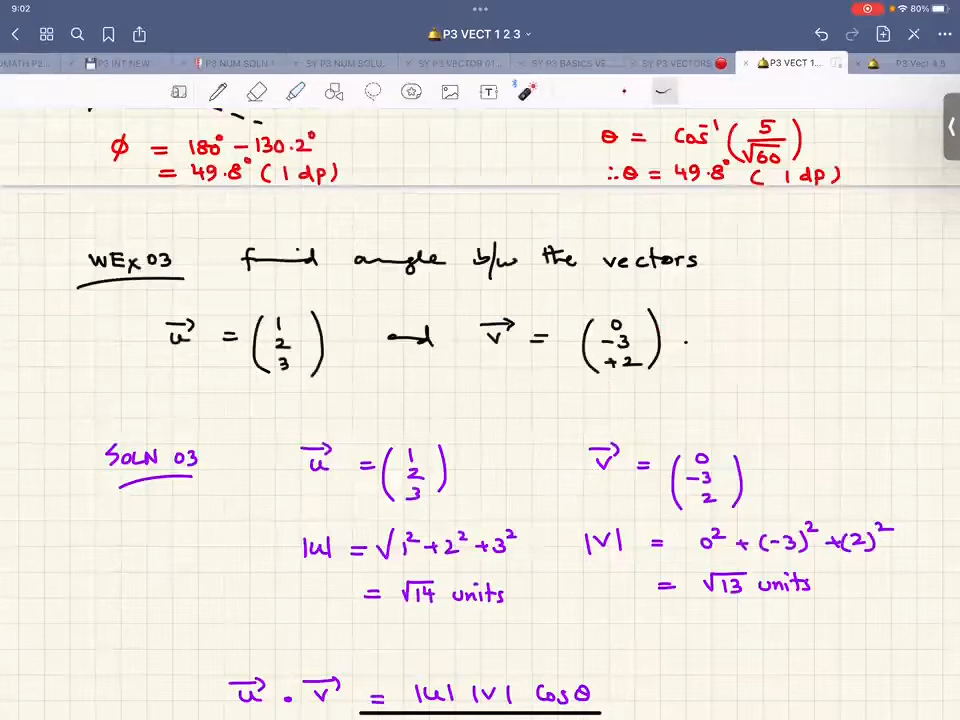 9:02
80%
P3 VECT 1 2 3
OMATH P2... P3 INT NEW P3 NUM SOLN SY P3 NUM SOLU... SY P3 VECTOR 01... SY P3 BASICS VE... SY P3 VECTORS P3 VECT 1... P3 Vect 4 5
ϕ = 180° - 130.2°
= 49.8° (1 dp)
θ = cos⁻¹ (5/√60)
∴ θ = 49.8° (1 dp)
WEx 03 find angle b/w the vectors
u⃗ = (1 2 3) and v⃗ = (0 -3 +2) .
SOLN 03 u⃗ = (1 2 3) v⃗ = (0 -3 2)
|u| = √1² + 2² + 3² |v| = 0² + (-3)² + (2)²
= √14 units = √13 units
u⃗ . v⃗ = |u| |v| cos θ